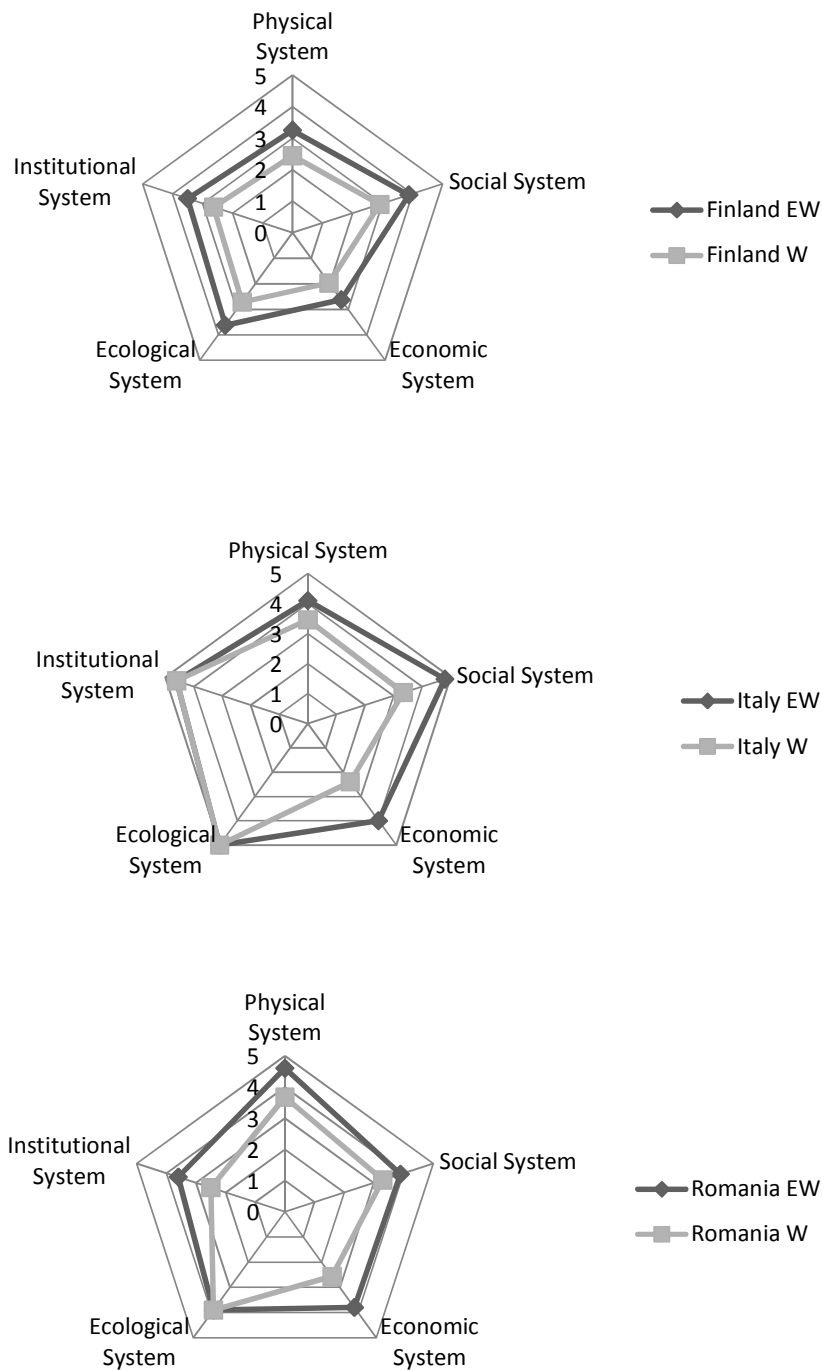 Physical
System
5
4
3
2
1
0
Institutional
System
Social System
Ecological
System
Economic
System
Finland EW
Finland W
Physical System
5
4
3
2
1
0
Institutional
System
Social System
Ecological
System
Economic
System
Italy EW
Italy W
Physical
System
5
4
3
2
1
0
Institutional
System
Social System
Ecological
System
Economic
System
Romania EW
Romania W